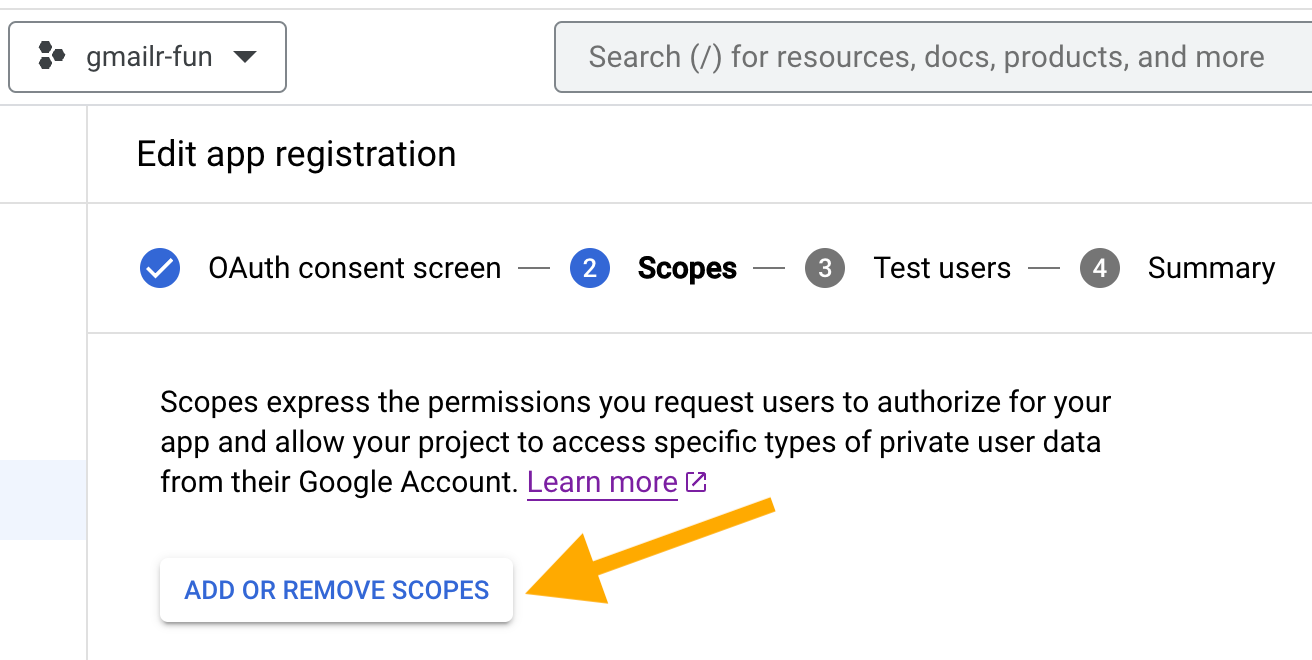 gmailr-fun
Search (/) for resources, docs, products, and more
Edit app registration
OAuth consent screen
2 Scopes
3 Test users
4 Summary
Scopes express the permissions you request users to authorize for your
app and allow your project to access specific types of private user data
from their Google Account. Learn more
ADD OR REMOVE SCOPES